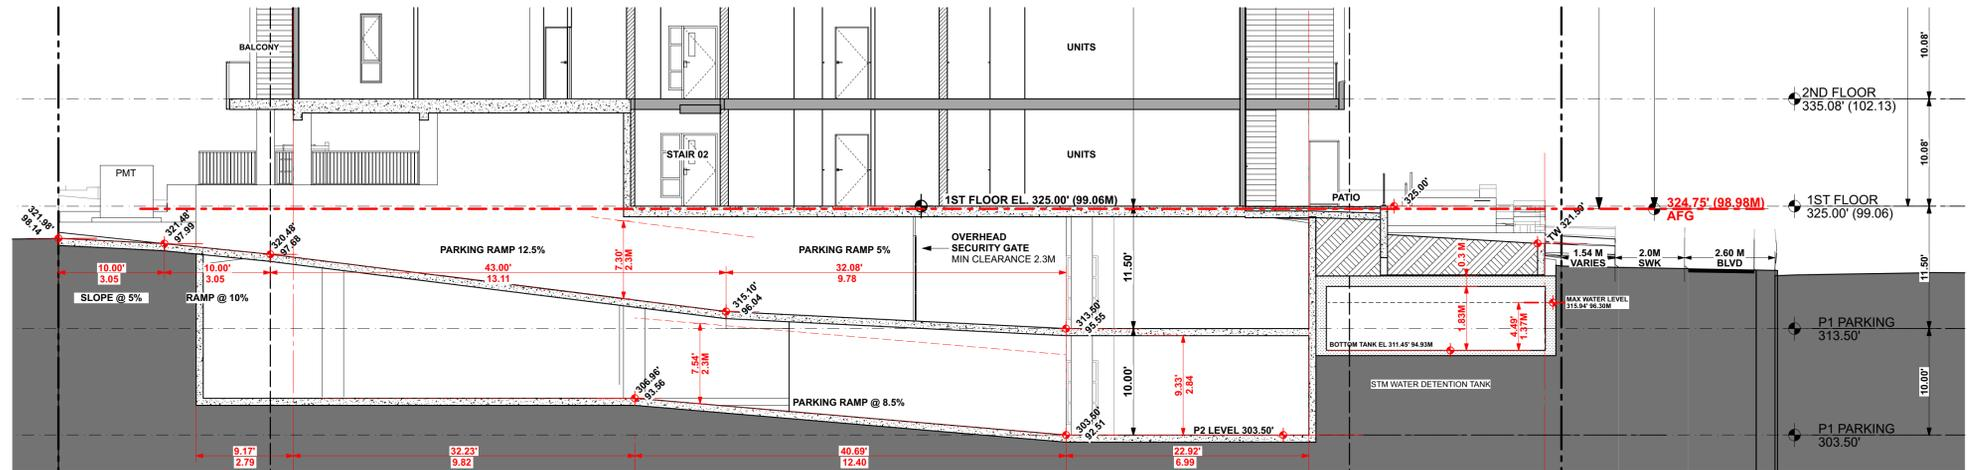 BALCONY
UNITS
10.08'
2ND FLOOR
335.08' (102.13)
10.08'
STAIR 02
UNITS
PMT
PATIO
325.00'
1ST FLOOR EL. 325.00' (99.06M)
324.75' (98.98M)
AFG
1ST FLOOR
325.00' (99.06)
321.98'
98.14
321.48'
97.99
320.48'
97.68
PARKING RAMP 12.5%
7.30'
2.3M
PARKING RAMP 5%
OVERHEAD
SECURITY GATE
MIN CLEARANCE 2.3M
11.50'
0.3 M
TW 321.50'
1.54 M
VARIES
2.0M
SWK
2.60 M
BLVD
11.50'
10.00'
3.05
10.00'
3.05
43.00'
13.11
32.08'
9.78
SLOPE @ 5%
RAMP @ 10%
315.10'
96.04
313.50'
95.55
1.83M
4.49'
1.37M
MAX WATER LEVEL
315.94' 96.30M
BOTTOM TANK EL 311.45' 94.93M
P1 PARKING
313.50'
7.54'
2.3M
306.96'
93.56
10.00'
9.33'
2.84
STM WATER DETENTION TANK
10.00'
PARKING RAMP @ 8.5%
303.50'
92.51
P2 LEVEL 303.50'
P1 PARKING
303.50'
9.17'
2.79
32.23'
9.82
40.69'
12.40
22.92'
6.99